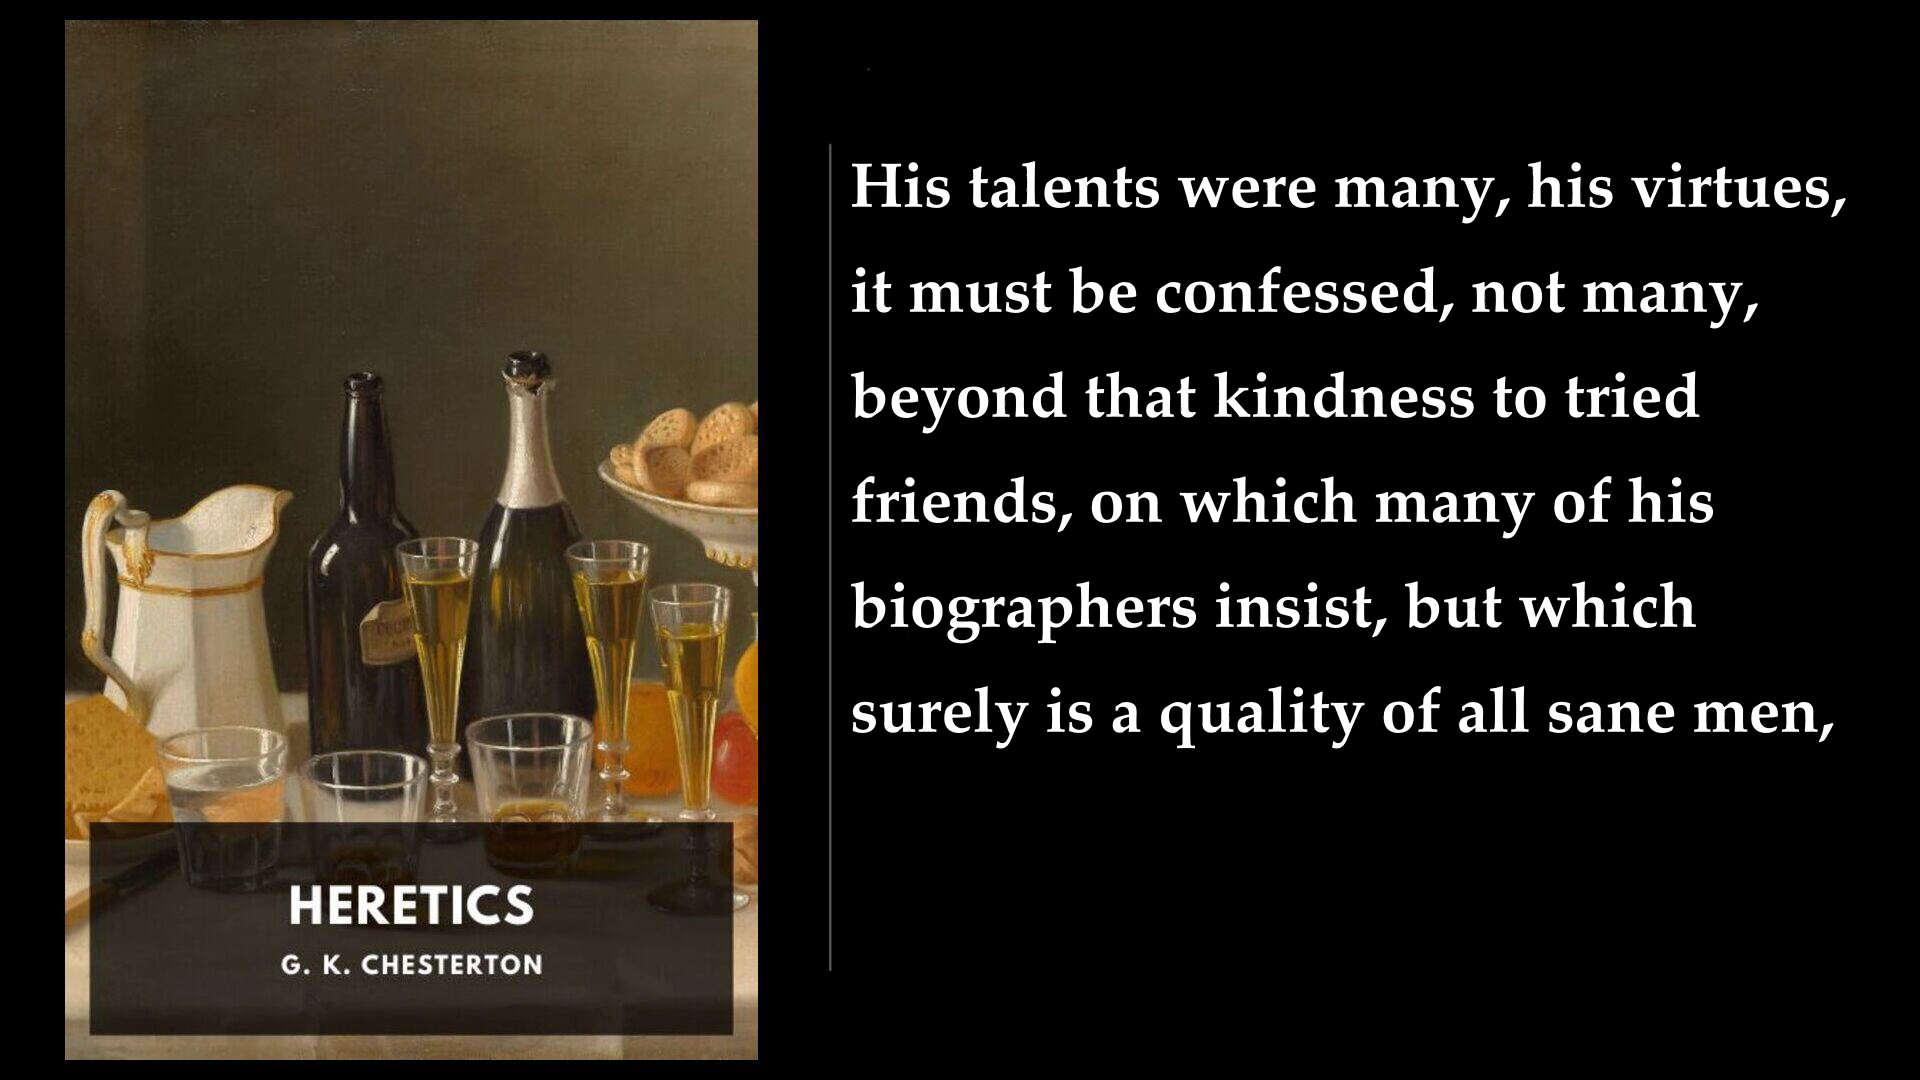 His talents were many, his virtues,
it must be confessed, not many,
beyond that kindness to tried
friends, on which many of his
biographers insist, but which
surely is a quality of all sane men,
HERETICS
G. K. CHESTERTON